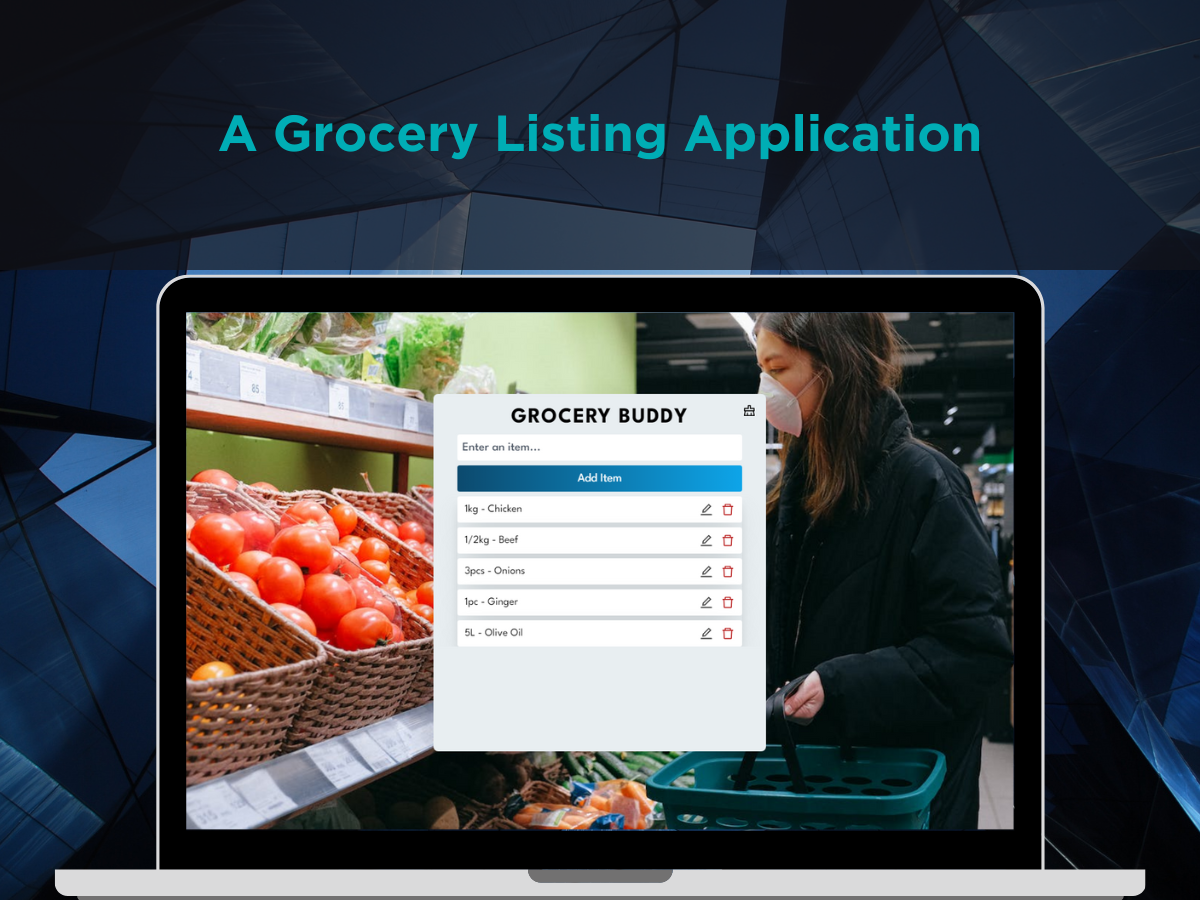 A Grocery Listing Application
GROCERY BUDDY
Enter an item...
Add Item
1kg - Chicken
1/2kg - Beef
3pcs - Onions
1pc - Ginger
5L - Olive Oil
85